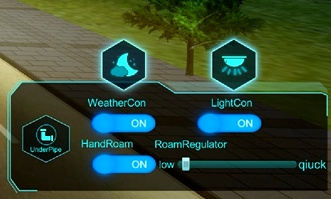 WeatherCon LightCon
ON ON
UnderPipe
HandRoam RoamRegulator
ON low qiuck